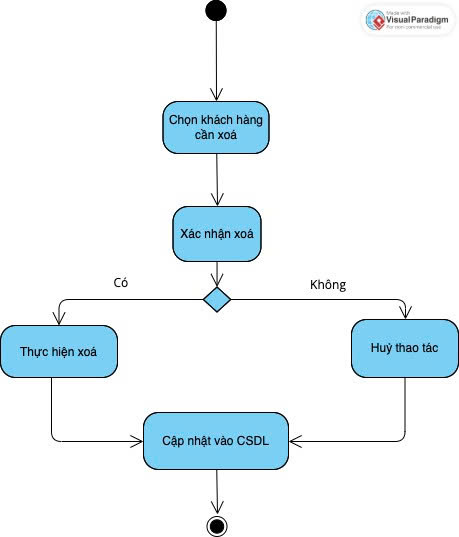 Made with
Visual Paradigm
For non-commercial use
Chọn khách hàng
cần xoá
Xác nhận xoá
Có
Không
Thực hiện xoá
Huỷ thao tác
Cập nhật vào CSDL